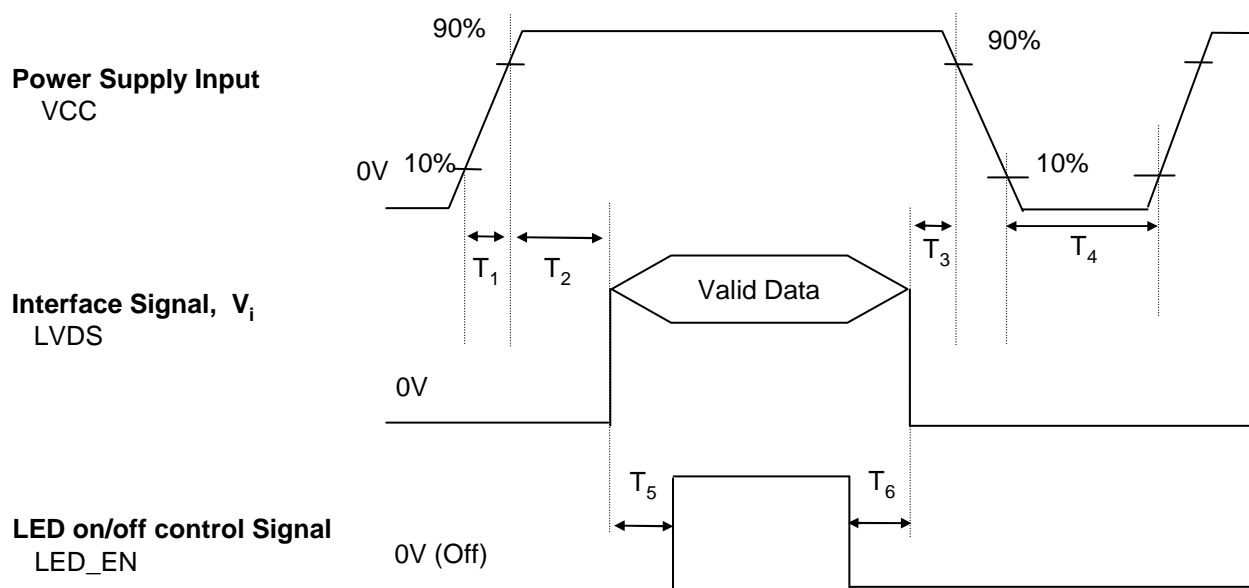 90%
90%
Power Supply Input
VCC
0V
10%
10%
T1
T2
T3
T4
Valid Data
Interface Signal, Vi
LVDS
0V
T5
T6
LED on/off control Signal
LED_EN
0V (Off)